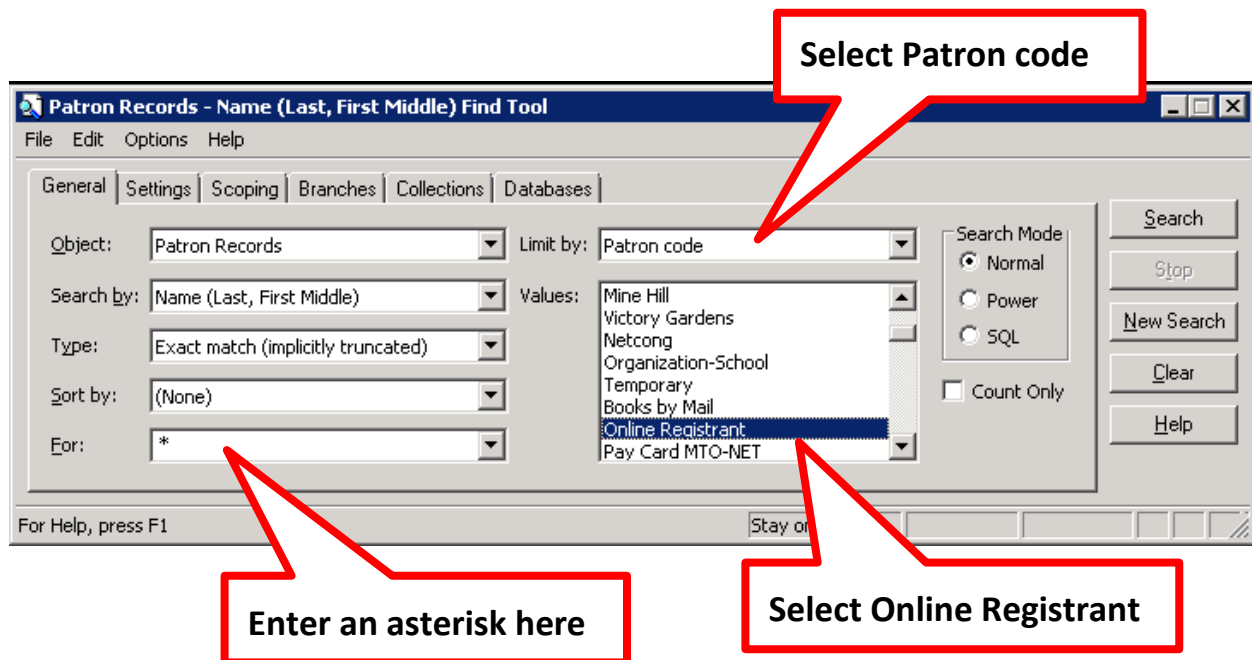 Select Patron code
Patron Records - Name (Last, First Middle) Find Tool
File Edit Options Help
General Settings Scoping Branches Collections Databases
Object: Patron Records
Search by: Name (Last, First Middle)
Type: Exact match (implicitly truncated)
Sort by: (None)
For: *
Limit by: Patron code
Values:
Mine Hill
Victory Gardens
Netcong
Organization-School
Temporary
Books by Mail
Online Registrant
Pay Card MTO-NET
Search Mode
Normal
Power
SQL
Count Only
Search
Stop
New Search
Clear
Help
For Help, press F1
Stay
Enter an asterisk here
Select Online Registrant